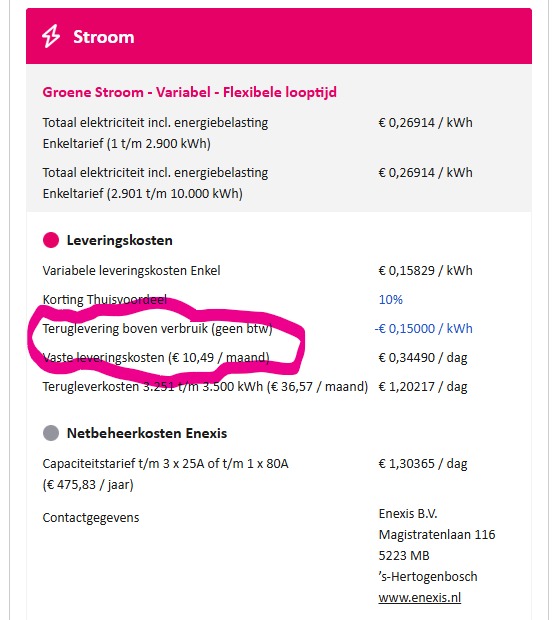 Stroom
Groene Stroom - Variabel - Flexibele looptijd
Totaal elektriciteit incl. energiebelasting € 0,26914 / kWh
Enkeltarief (1 t/m 2.900 kWh)
Totaal elektriciteit incl. energiebelasting € 0,26914 / kWh
Enkeltarief (2.901 t/m 10.000 kWh)
Leveringskosten
Variabele leveringskosten Enkel € 0,15829 / kWh
Korting Thuisvoordeel 10%
Teruglevering boven verbruik (geen btw) -€ 0,15000 / kWh
Vaste leveringskosten (€ 10,49 / maand) € 0,34490 / dag
Terugleverkosten 3.251 t/m 3.500 kWh (€ 36,57 / maand) € 1,20217 / dag
Netbeheerkosten Enexis
Capaciteitstarief t/m 3 x 25A of t/m 1 x 80A € 1,30365 / dag
(€ 475,83 / jaar)
Contactgegevens Enexis B.V.
Magistratenlaan 116
5223 MB
's-Hertogenbosch
www.enexis.nl